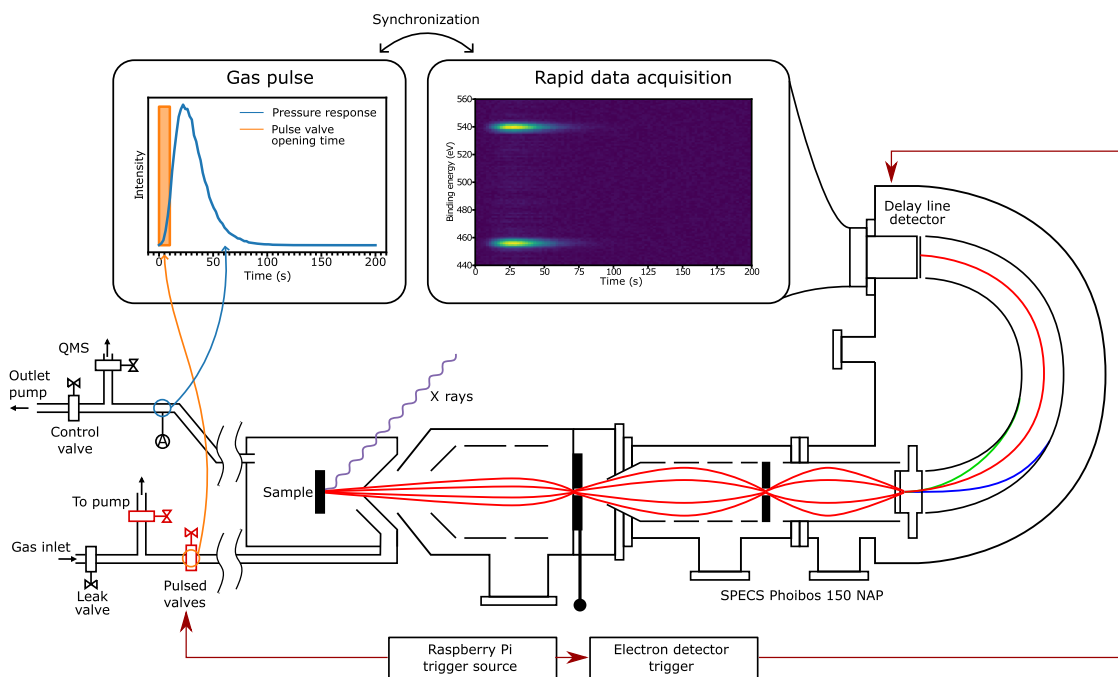 Synchronization
Gas pulse
Intensity
Pressure response
Pulse valve
opening time
0 50 100 150 200
Time (s)
Rapid data acquisition
Binding energy (eV)
560
540
520
500
480
460
440
0 25 50 75 100 125 150 175 200
Time (s)
Delay line
detector
QMS
Outlet
pump
Control
valve
A
X rays
Sample
To pump
Gas inlet
Leak
valve
Pulsed
valves
SPECS Phoibos 150 NAP
Raspberry Pi
trigger source
Electron detector
trigger